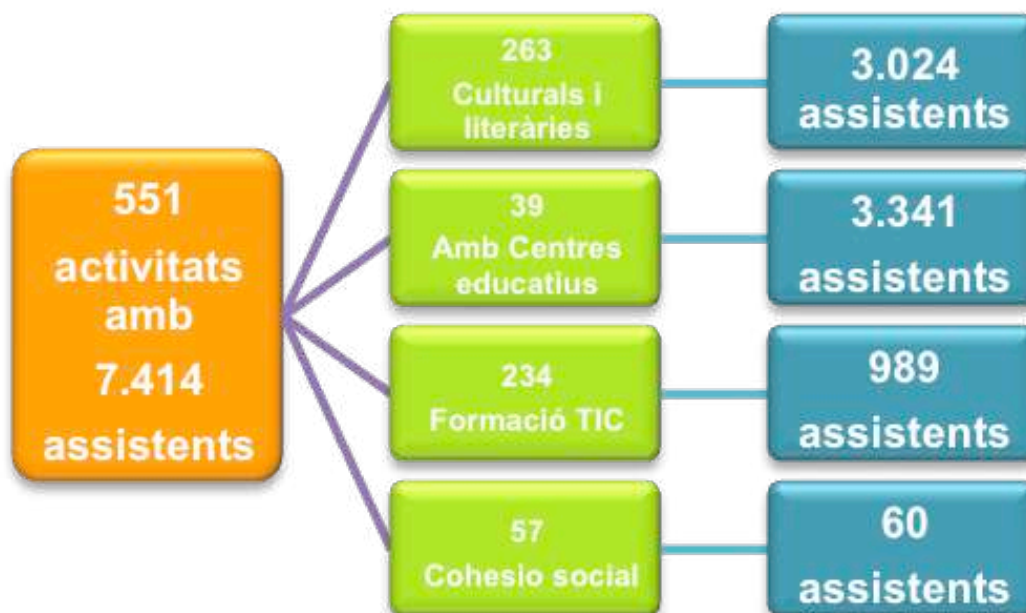 551
activitats
amb
7.414
assistents
263
Culturals i
literàries
3.024
assistents
39
Amb Centres
educatius
3.341
assistents
234
Formació TIC
989
assistents
57
Cohesio social
60
assistents